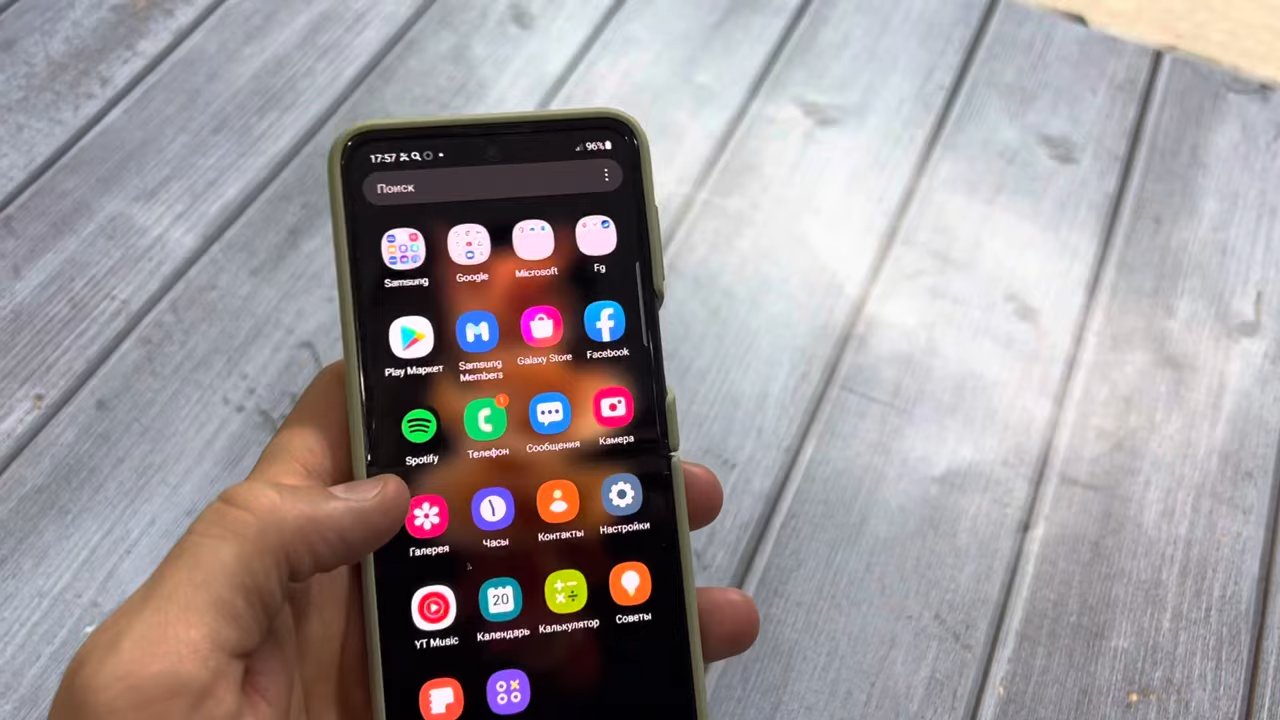 17:57
96%
Поиск
Samsung
Google
Microsoft
Fg
Play Маркет
Samsung Members
Galaxy Store
Facebook
Spotify
Телефон
1
Сообщения
Камера
Галерея
Часы
Контакты
Настройки
20
YT Music
Календарь
Калькулятор
Советы